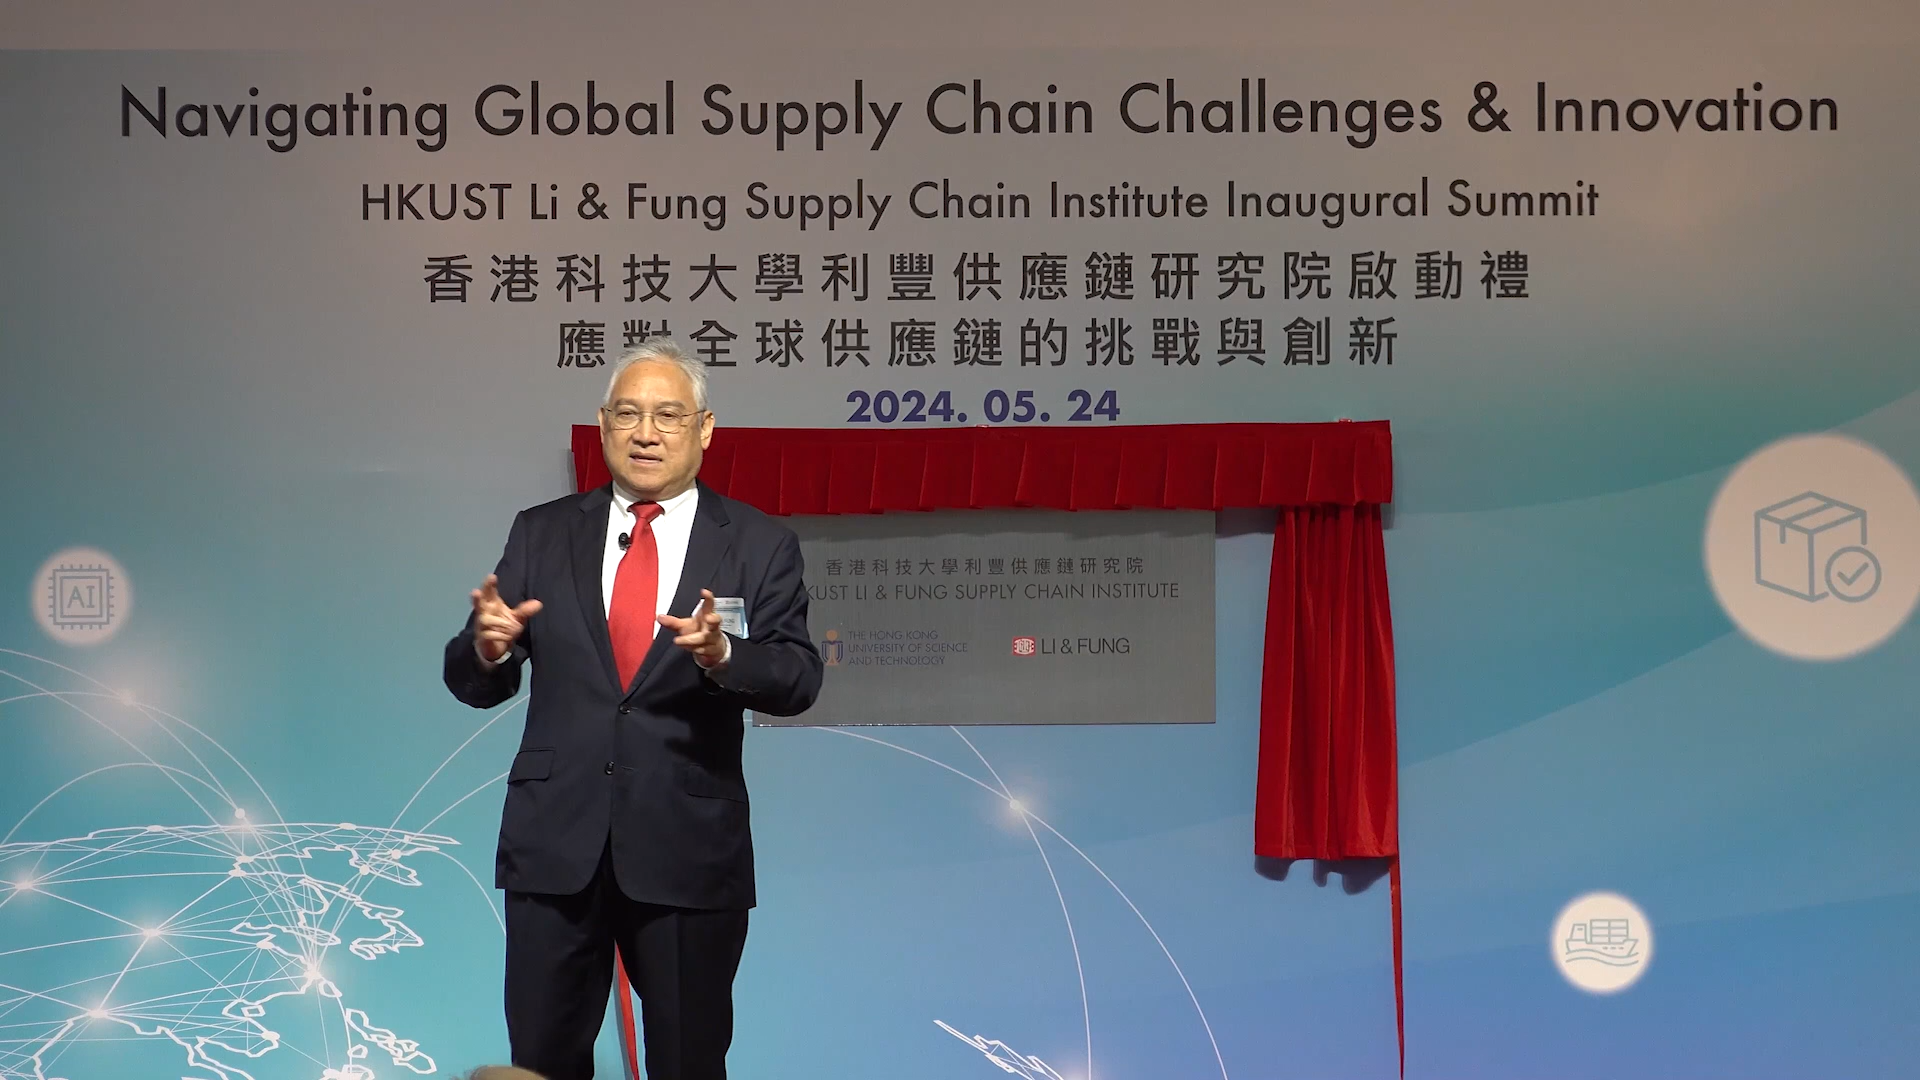 Navigating Global Supply Chain Challenges & Innovation
HKUST Li & Fung Supply Chain Institute Inaugural Summit
香港科技大學利豐供應鏈研究院啟動禮
應對全球供應鏈的挑戰與創新
2024. 05. 24
香港科技大學利豐供應鏈研究院
KUST LI & FUNG SUPPLY CHAIN INSTITUTE
THE HONG KONG
UNIVERSITY OF SCIENCE
AND TECHNOLOGY
LI & FUNG
AI